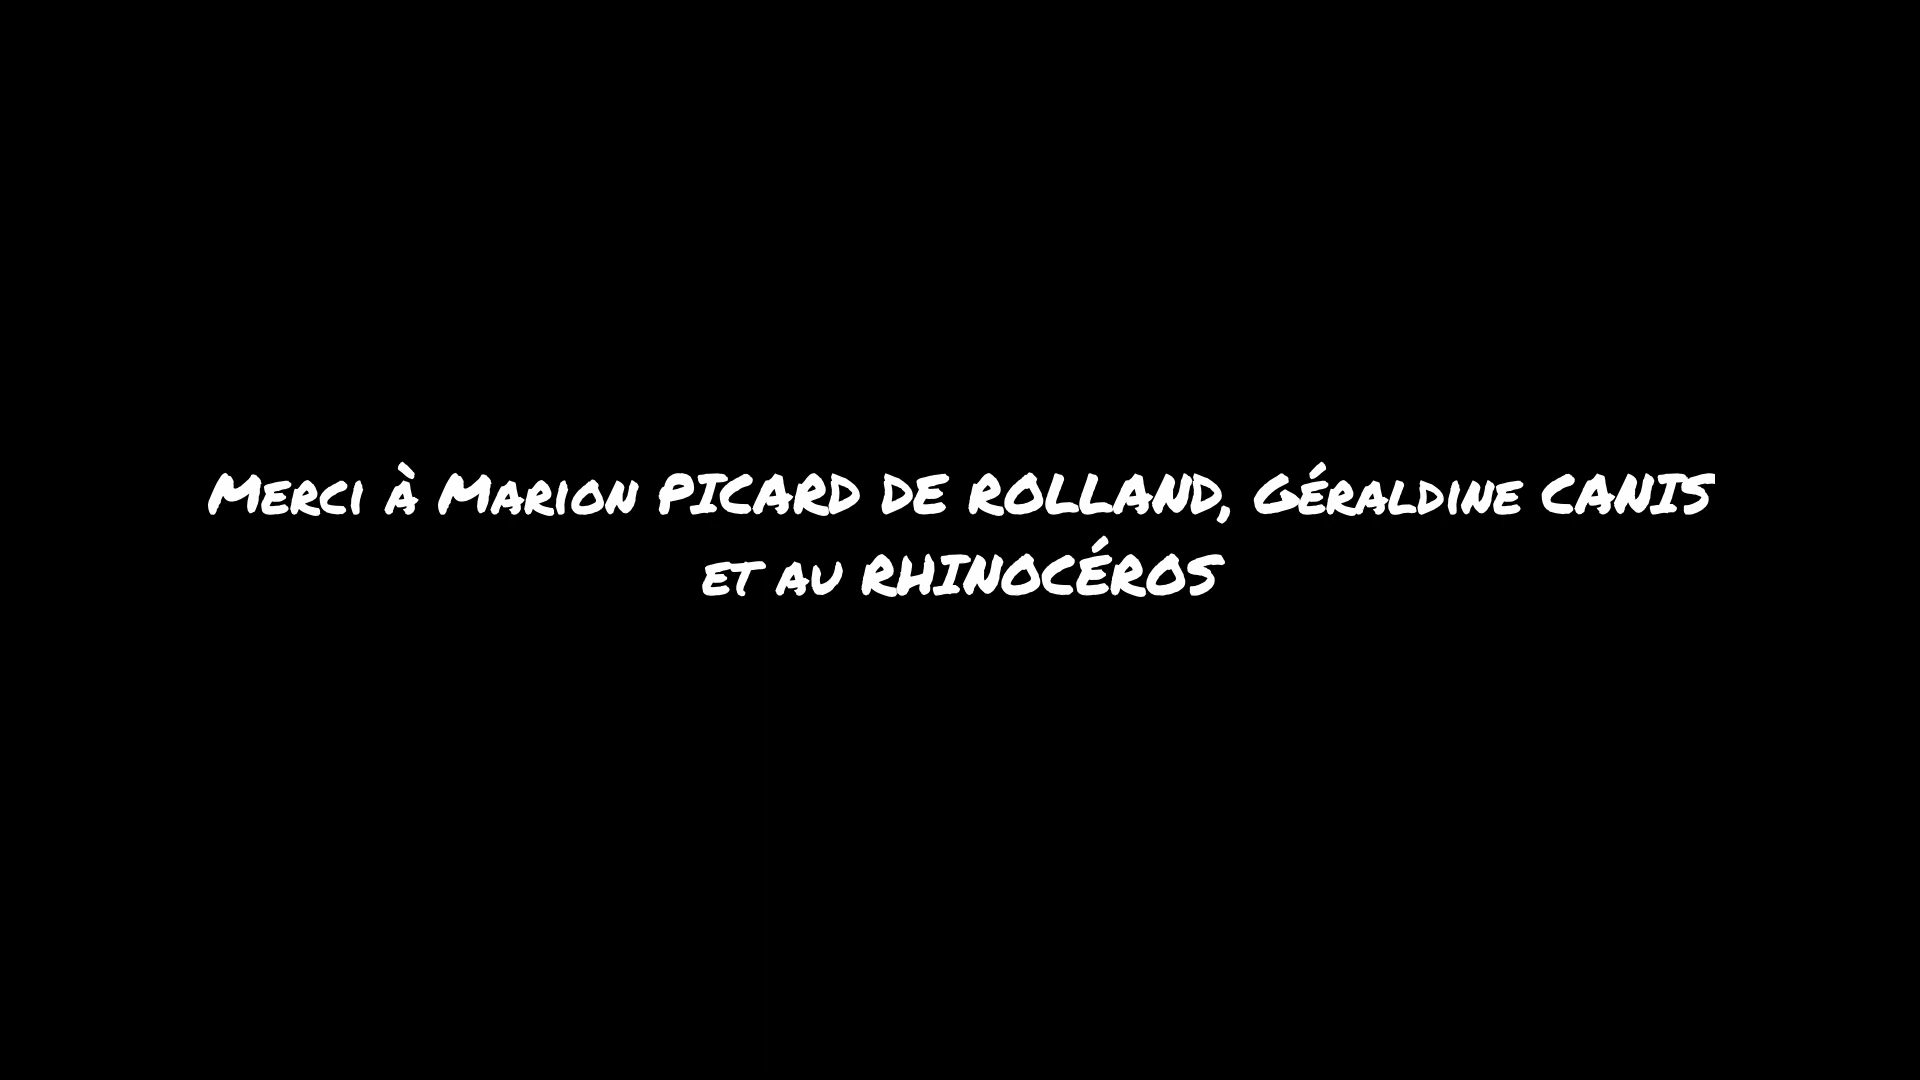 Merci à Marion PICARD DE ROLLAND, Géraldine CANIS
et au RHINOCÉROS